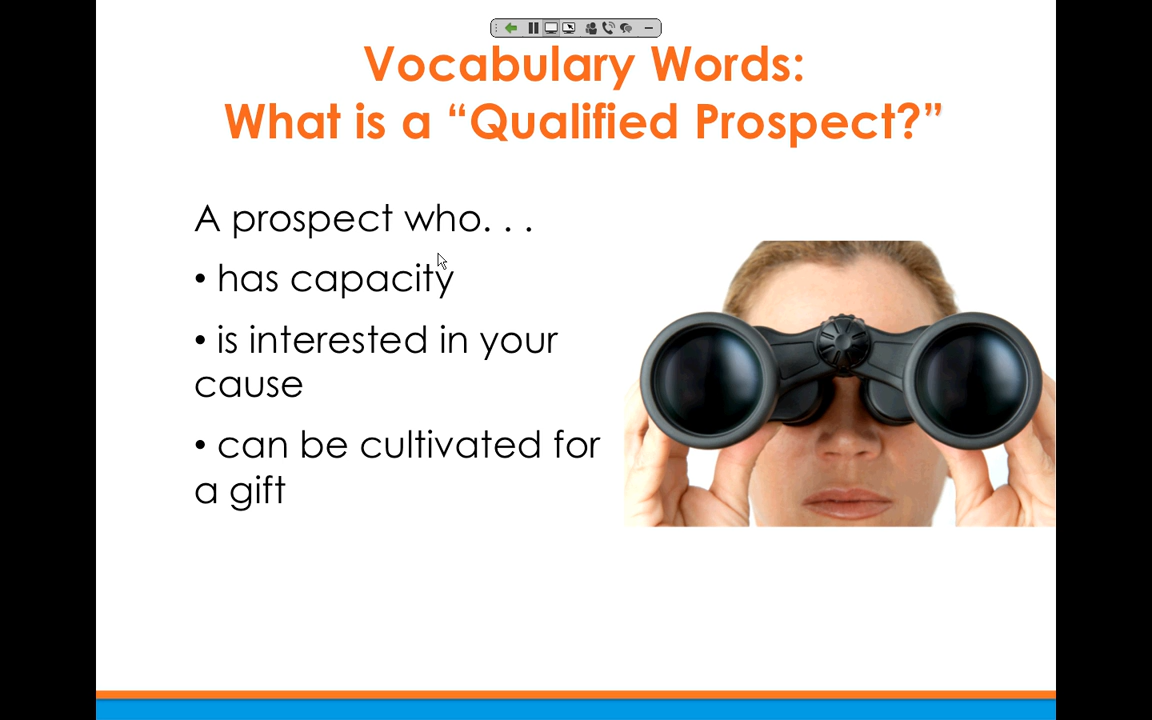 Vocabulary Words:
What is a “Qualified Prospect?”
A prospect who. . .
• has capacity
• is interested in your
cause
• can be cultivated for
a gift